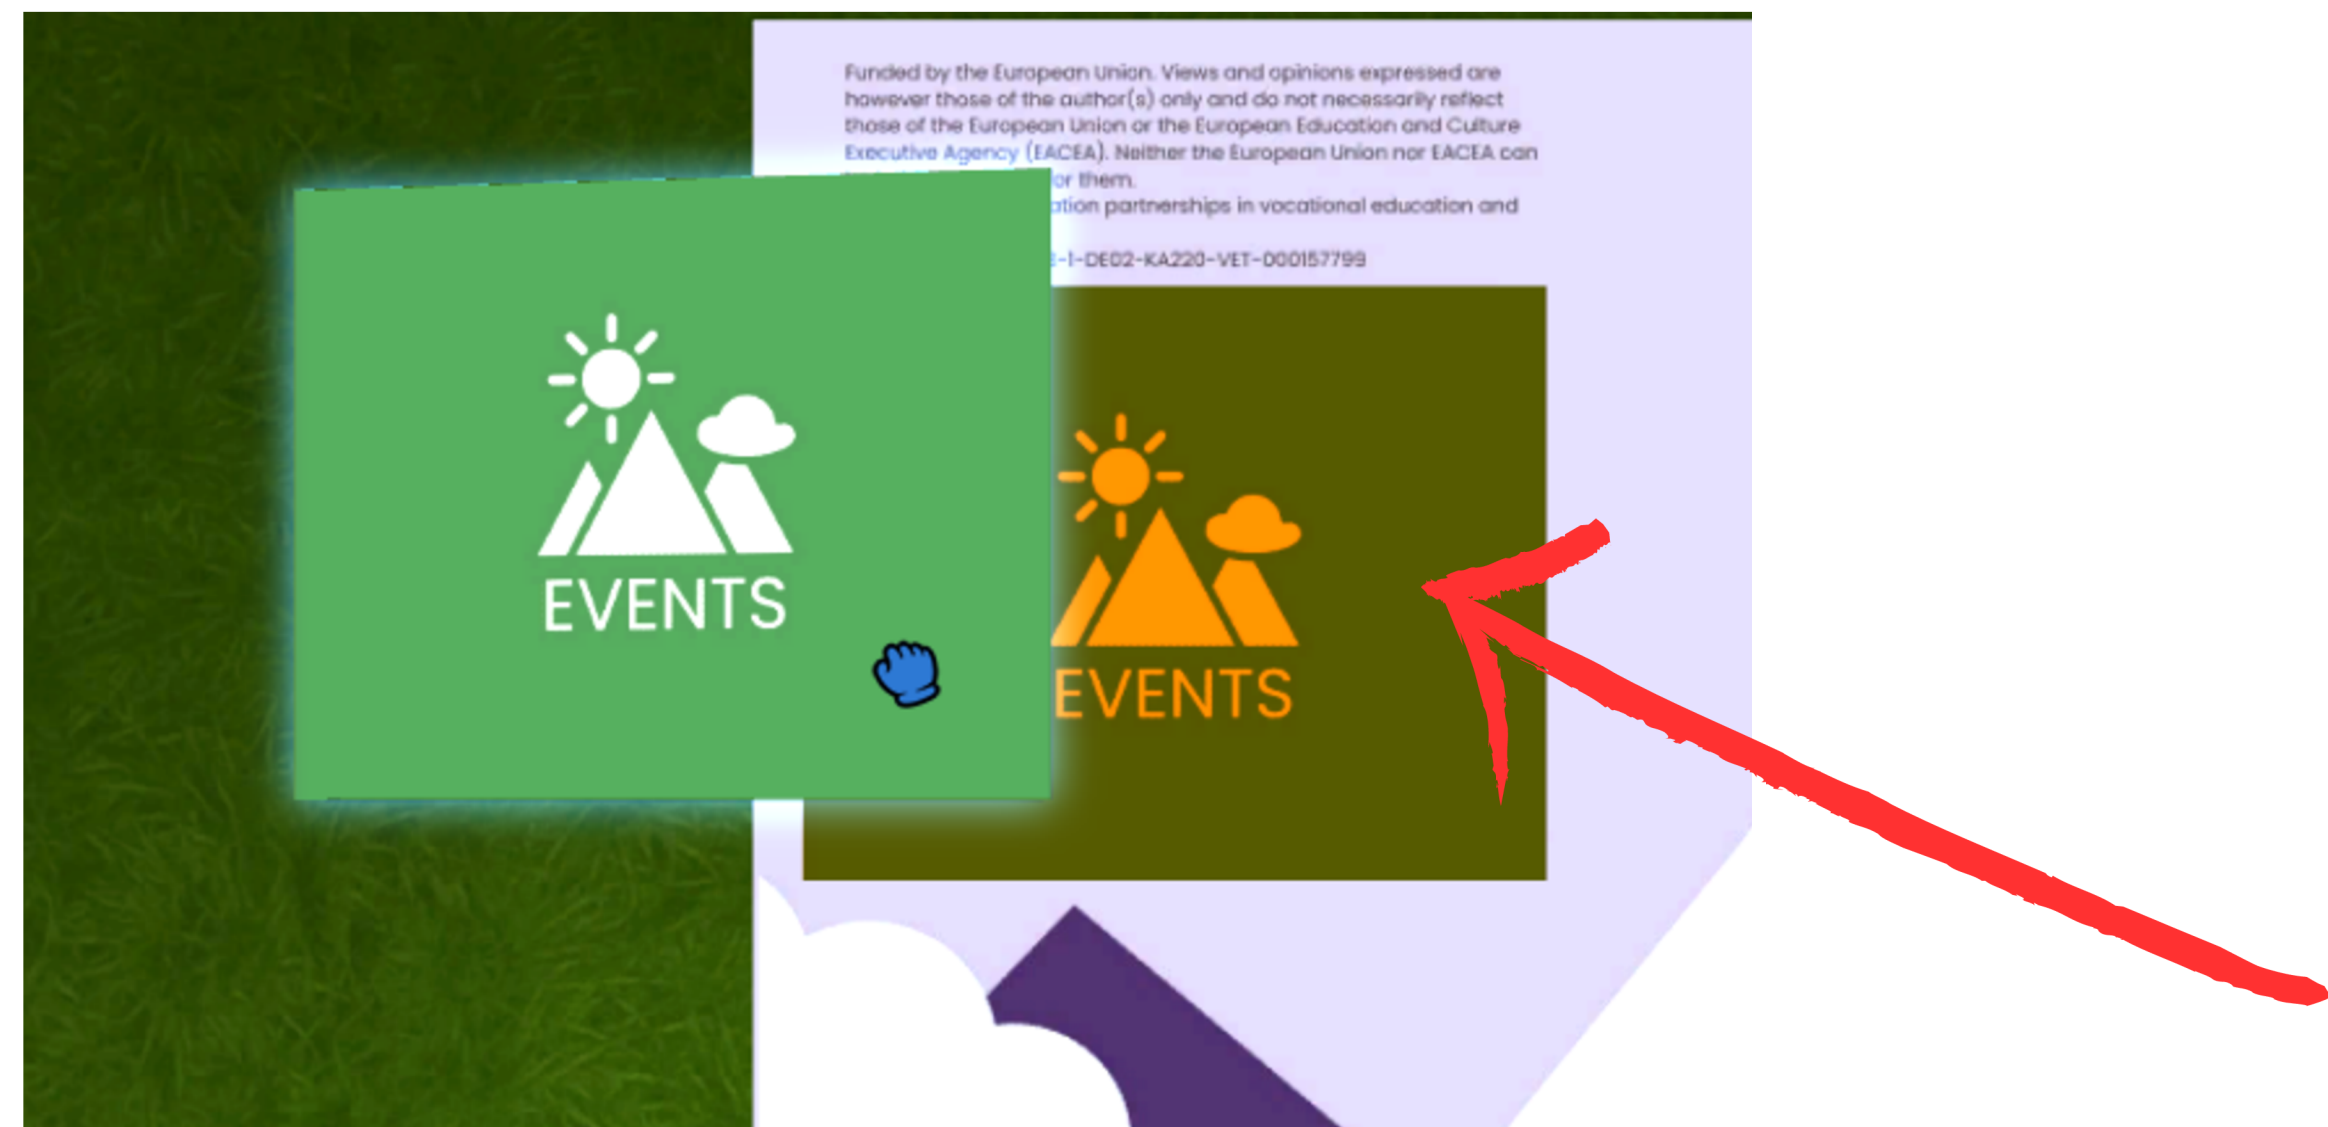 Funded by the European Union. Views and opinions expressed are
however those of the author(s) only and do not necessarily reflect
those of the European Union or the European Education and Culture
Executive Agency (EACEA). Neither the European Union nor EACEA can
or them.
ation partnerships in vocational education and
-1-DE02-KA220-VET-000157799
EVENTS
EVENTS